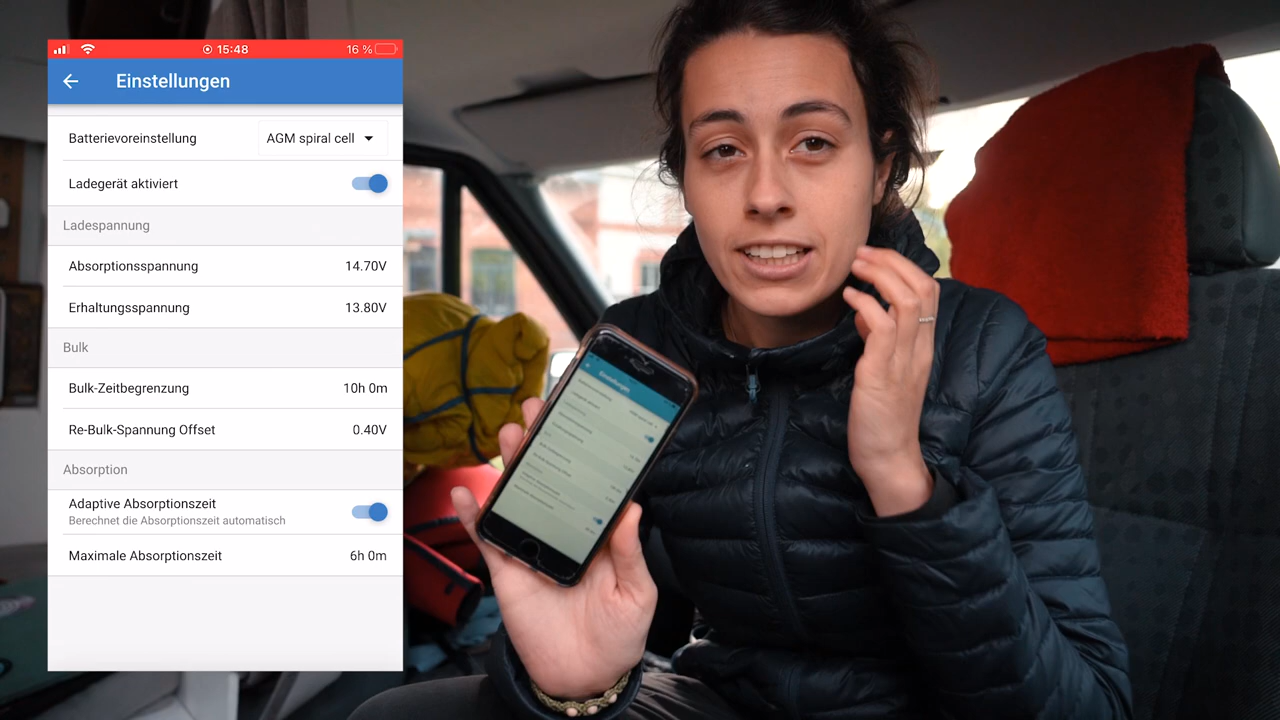 15:48 16 %
Einstellungen
Batterievoreinstellung AGM spiral cell
Ladegerät aktiviert
Ladespannung
Absorptionsspannung 14.70V
Erhaltungsspannung 13.80V
Bulk
Bulk-Zeitbegrenzung 10h 0m
Re-Bulk-Spannung Offset 0.40V
Absorption
Adaptive Absorptionszeit
Berechnet die Absorptionszeit automatisch
Maximale Absorptionszeit 6h 0m
Einstellungen